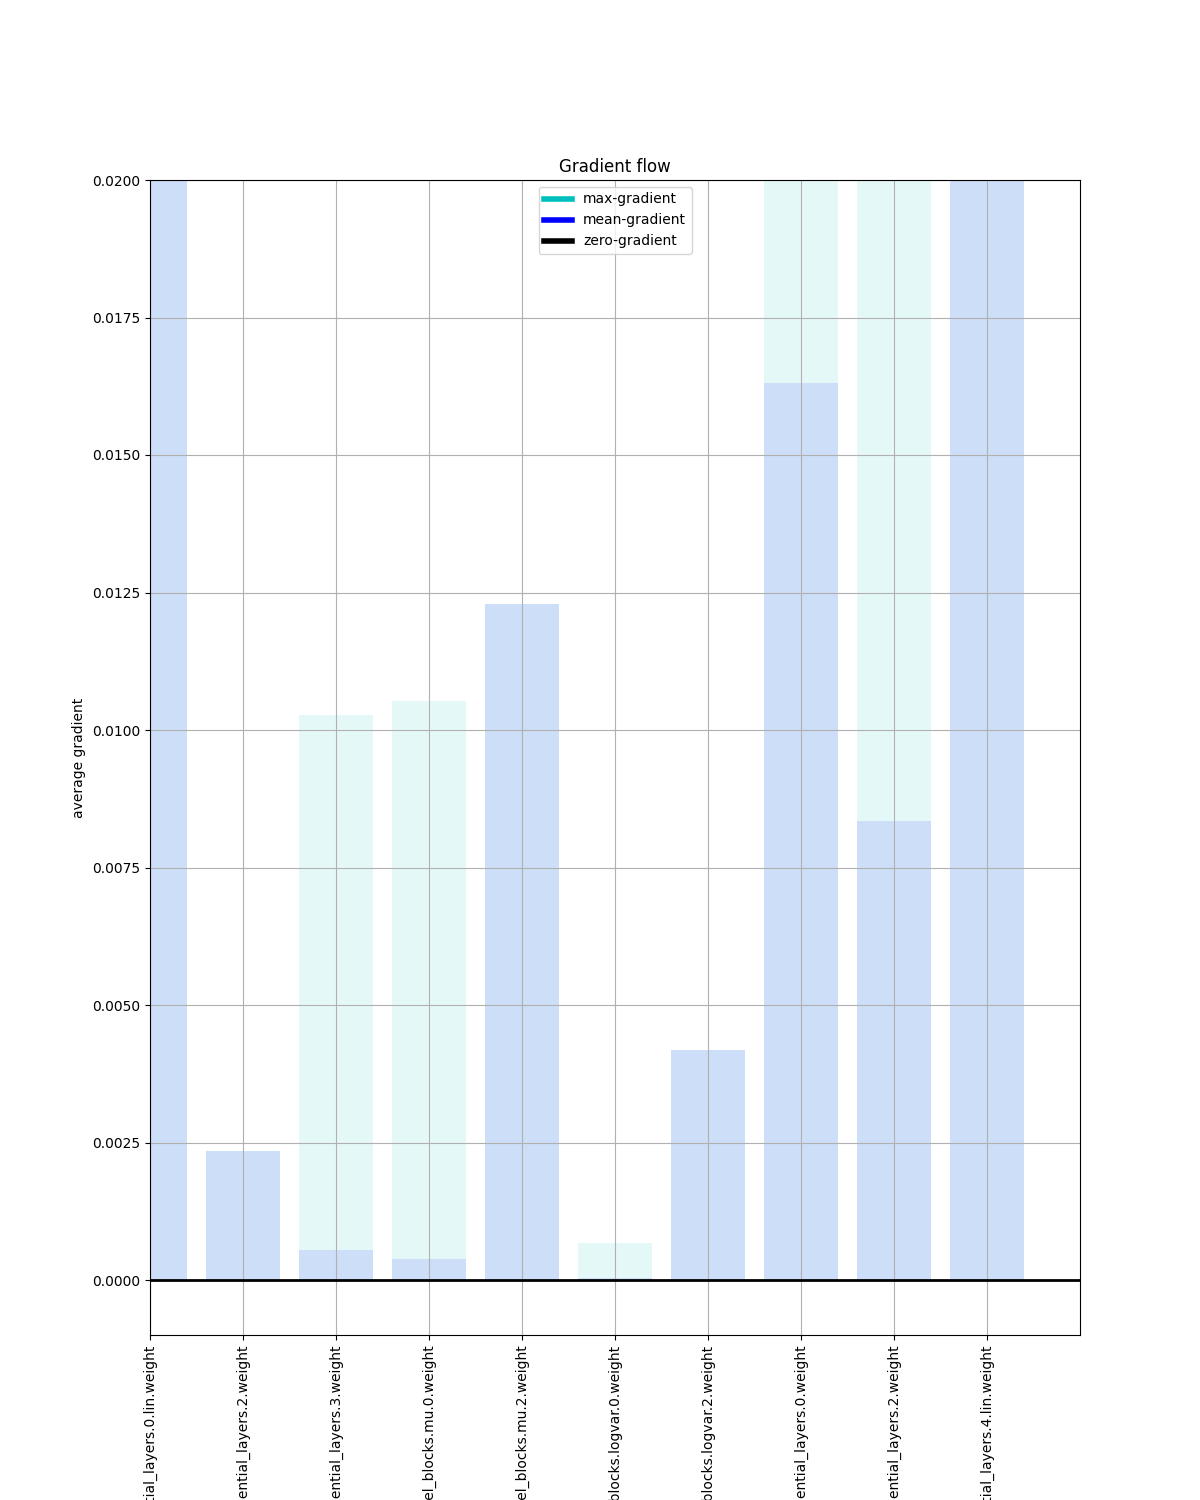 Gradient flow
max-gradient
mean-gradient
zero-gradient
0.0200
0.0175
0.0150
0.0125
0.0100
0.0075
0.0050
0.0025
0.0000
average gradient
tial_layers.0.lin.weight
ential_layers.2.weight
ential_layers.3.weight
el_blocks.mu.0.weight
el_blocks.mu.2.weight
blocks.logvar.0.weight
blocks.logvar.2.weight
ential_layers.0.weight
ential_layers.2.weight
tial_layers.4.lin.weight